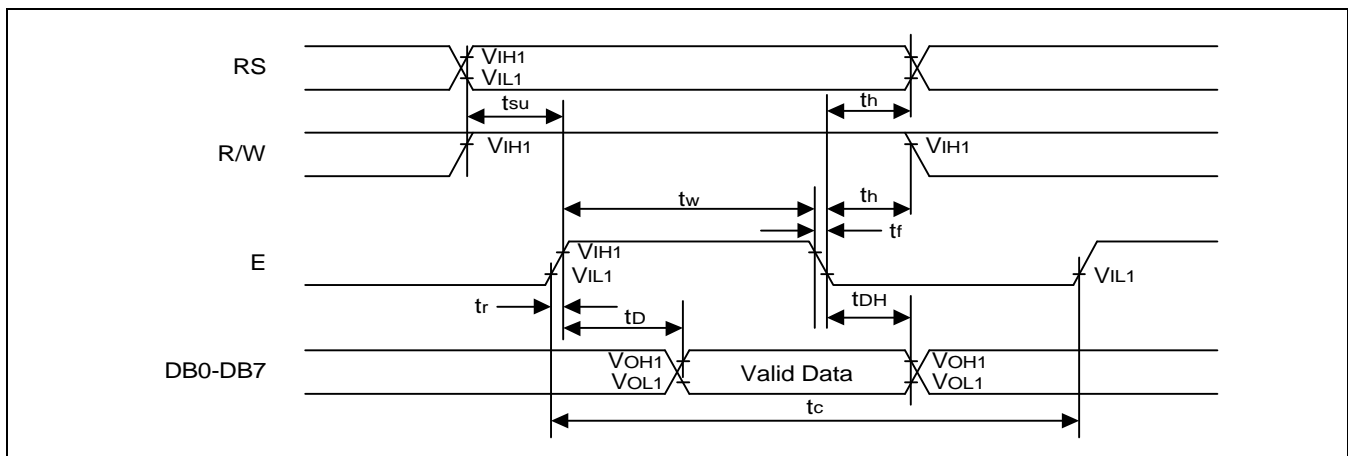 RS
VIH1
VIL1
tsu
th
R/W
VIH1
VIH1
tw
th
tf
E
VIH1
VIL1
VIL1
tr
tD
tDH
DB0-DB7
VOH1
VOL1
Valid Data
VOH1
VOL1
tc